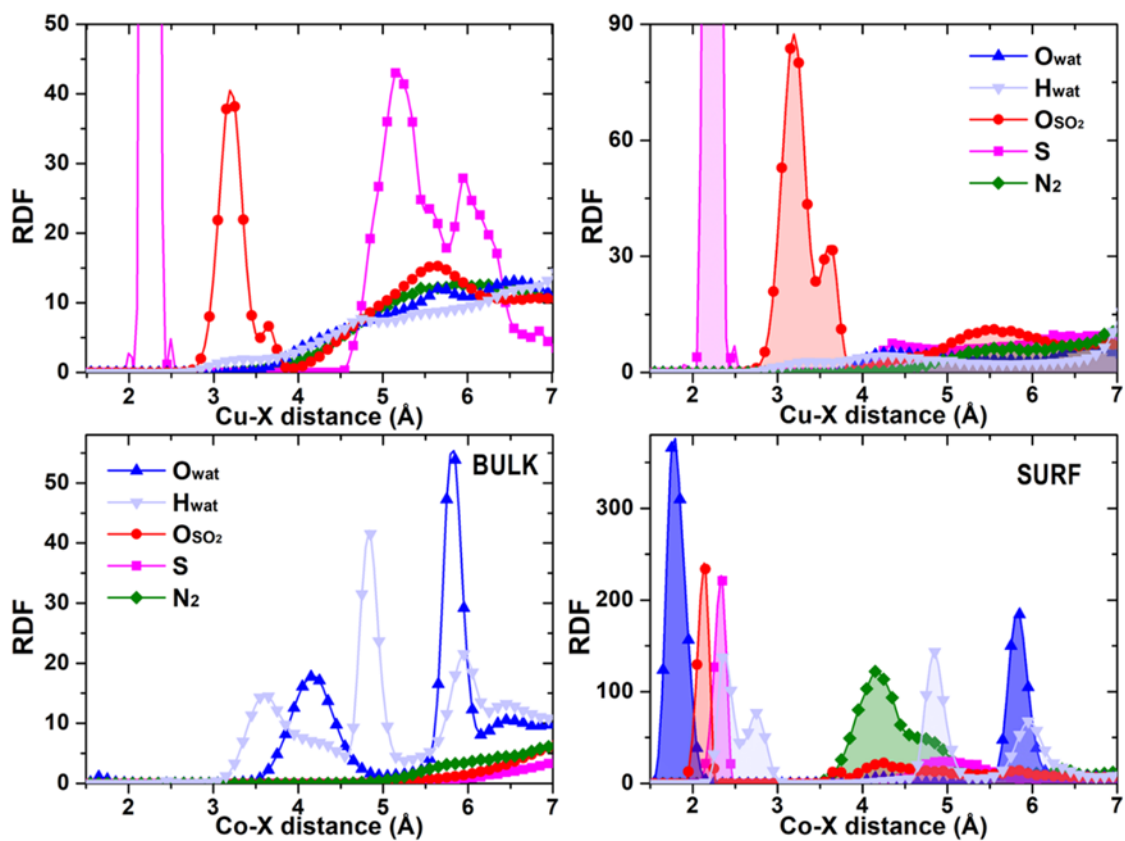 50
40
30
20
10
0
RDF
2 3 4 5 6 7
Cu-X distance (Å)
90
60
30
0
RDF
Owat
Hwat
OSO2
S
N2
2 3 4 5 6 7
Cu-X distance (Å)
50
40
30
20
10
0
RDF
Owat
Hwat
OSO2
S
N2
BULK
2 3 4 5 6 7
Co-X distance (Å)
300
200
100
0
RDF
SURF
2 3 4 5 6 7
Co-X distance (Å)